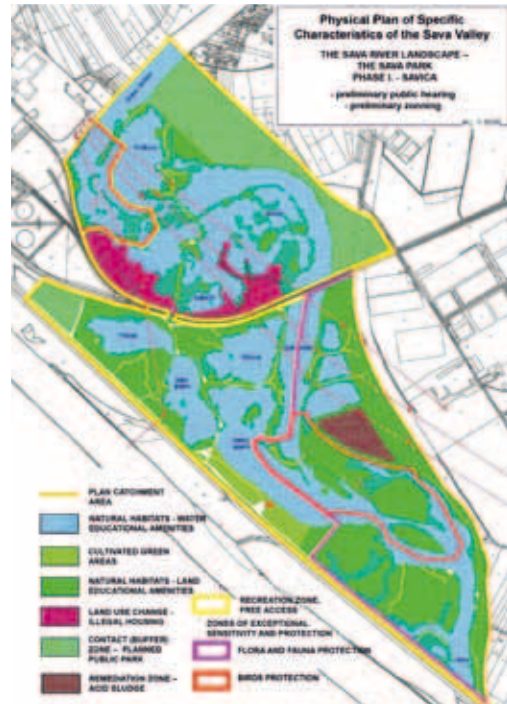 Physical Plan of Specific
Characteristics of the Sava Valley
THE SAVA RIVER LANDSCAPE –
THE SAVA PARK
PHASE I. - SAVICA
- preliminary public hearing
- preliminary zonning
PLAN CATCHMENT
AREA
NATURAL HABITATS - WATER
EDUCATIONAL AMENITIES
CULTIVATED GREEN
AREAS
NATURAL HABITATS - LAND
EDUCATIONAL AMENITIES
LAND USE CHANGE -
ILLEGAL HOUSING
CONTACT (BUFFER)
ZONE – PLANNED
PUBLIC PARK
REMEDIATION ZONE –
ACID SLUDGE
RECREATION ZONE,
FREE ACCESS
ZONES OF EXCEPTIONAL
SENSITIVITY AND PROTECTION
FLORA AND FAUNA PROTECTION
BIRDS PROTECTION